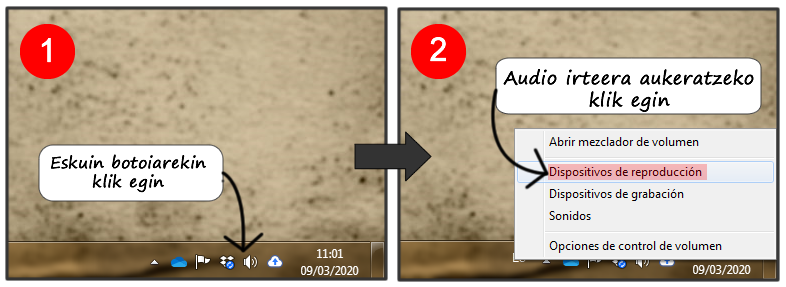 1
Eskuin botoiarekin
klik egin
11:01
09/03/2020
2
Audio irteera aukeratzeko
klik egin
Abrir mezclador de volumen
Dispositivos de reproducción
Dispositivos de grabación
Sonidos
Opciones de control de volumen
09/03/2020